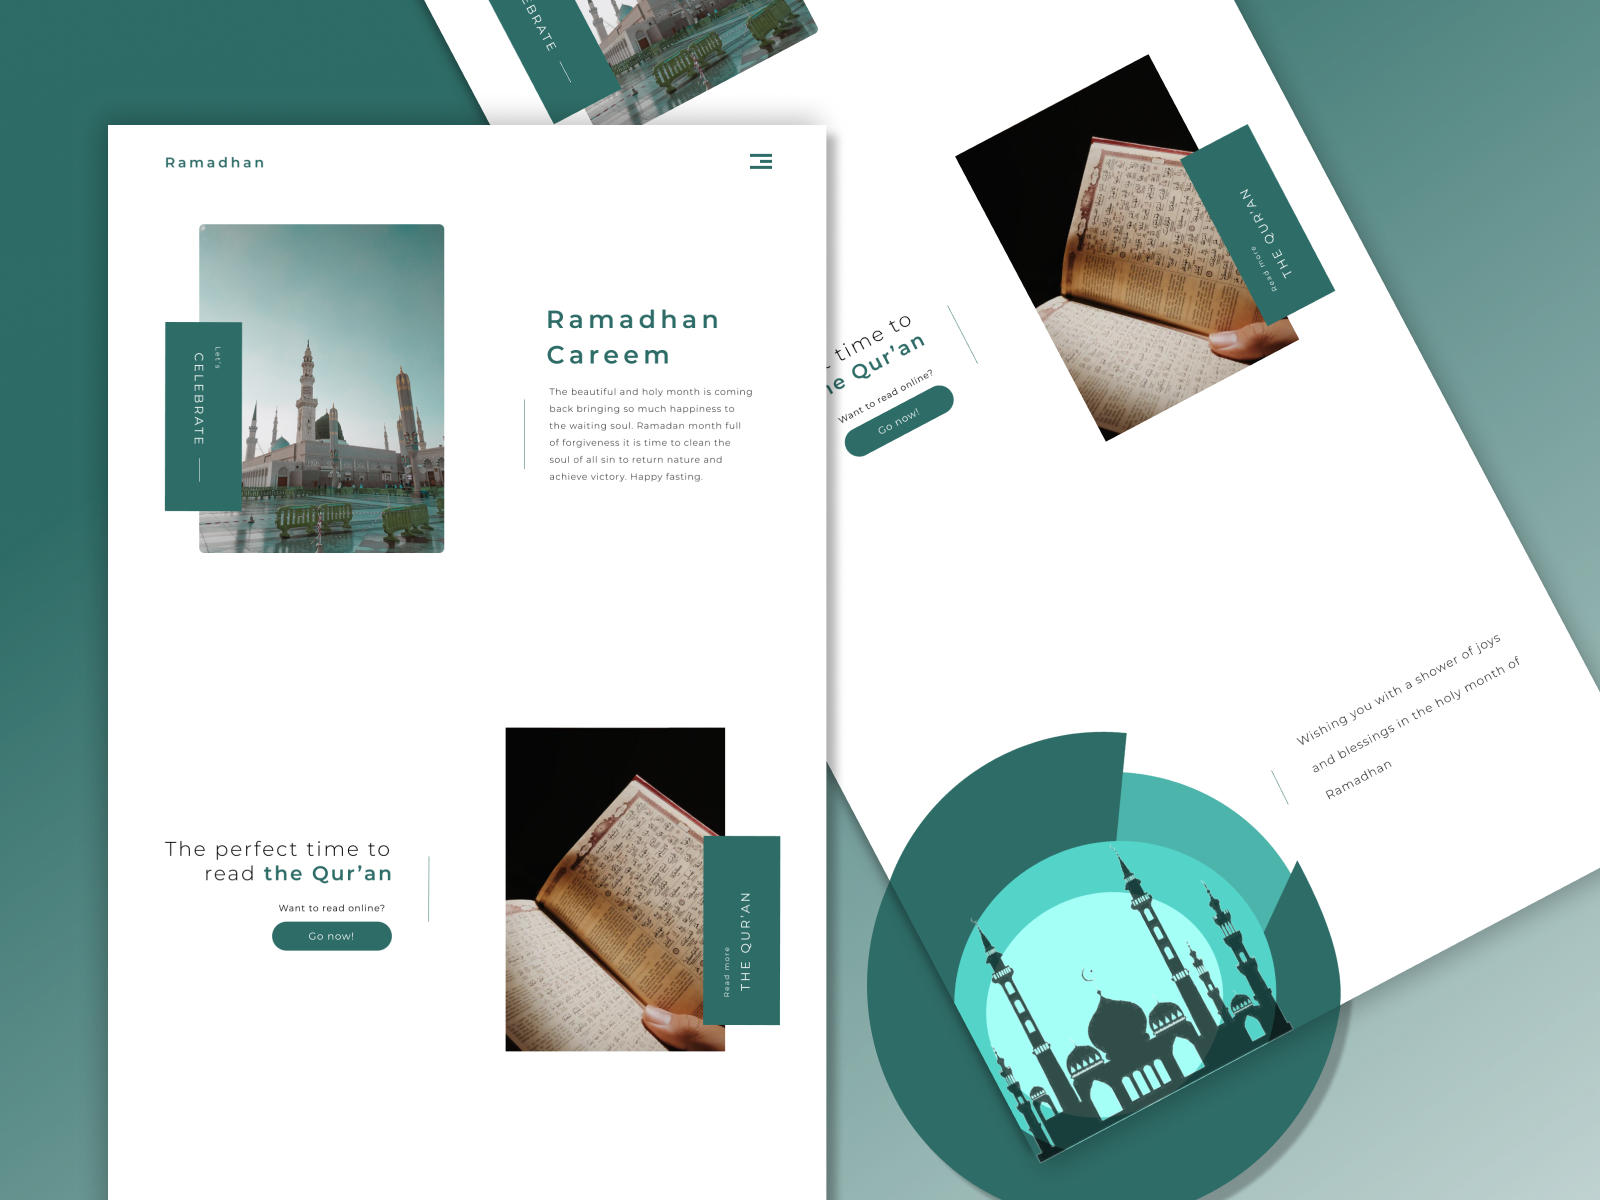 Ramadhan
Let's
CELEBRATE
Ramadhan
Careem
The beautiful and holy month is coming
back bringing so much happiness to
the waiting soul. Ramadan month full
of forgiveness it is time to clean the
soul of all sin to return nature and
achieve victory. Happy fasting.
The perfect time to
read the Qur’an
Want to read online?
Go now!
Read more
THE QUR’AN
EBRATE
time to
he Qur’an
Want to read online?
Go now!
THE QUR’AN
Read more
Wishing you with a shower of joys
and blessings in the holy month of
Ramadhan